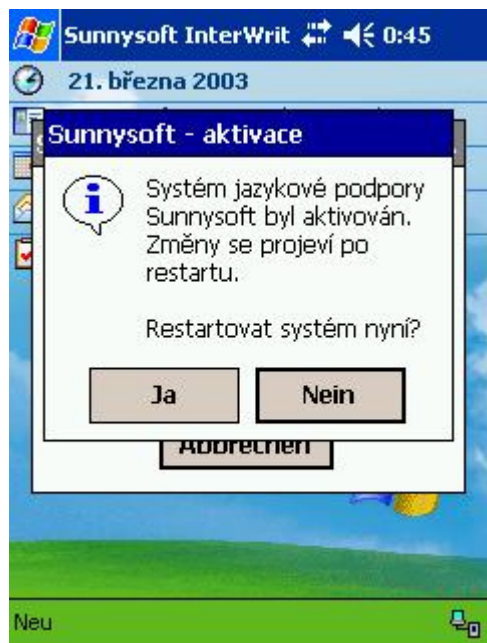 Sunnysoft InterWrit 0:45
21. března 2003
Sunnysoft - aktivace
Systém jazykové podpory
Sunnysoft byl aktivován.
Změny se projeví po
restartu.
Restartovat systém nyní?
Ja Nein
Abbrechen
Neu